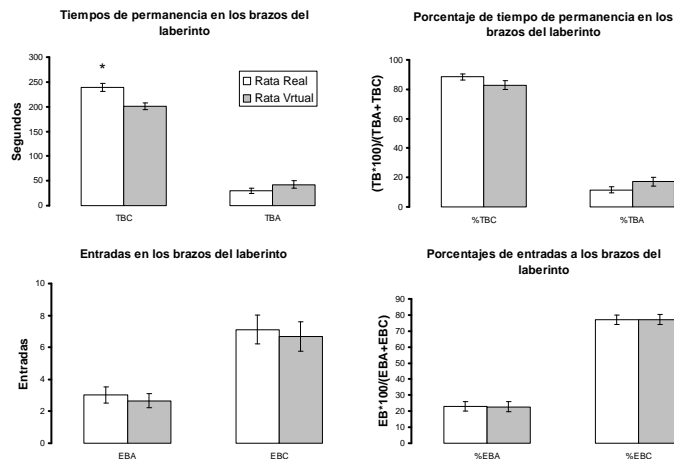 Tiempos de permanencia en los brazos del
laberinto
300
250
200
150
100
50
0
Segundos
*
Rata Real
Rata Vrtual
TBC
TBA
Porcentaje de tiempo de permanencia en los
brazos del laberinto
100
80
60
40
20
0
(TB*100)/(TBA+TBC)
%TBC
%TBA
Entradas en los brazos del laberinto
10
8
6
4
2
0
Entradas
EBA
EBC
Porcentajes de entradas a los brazos del
laberinto
90
80
70
60
50
40
30
20
10
0
EB*100/(EBA+EBC)
%EBA
%EBC